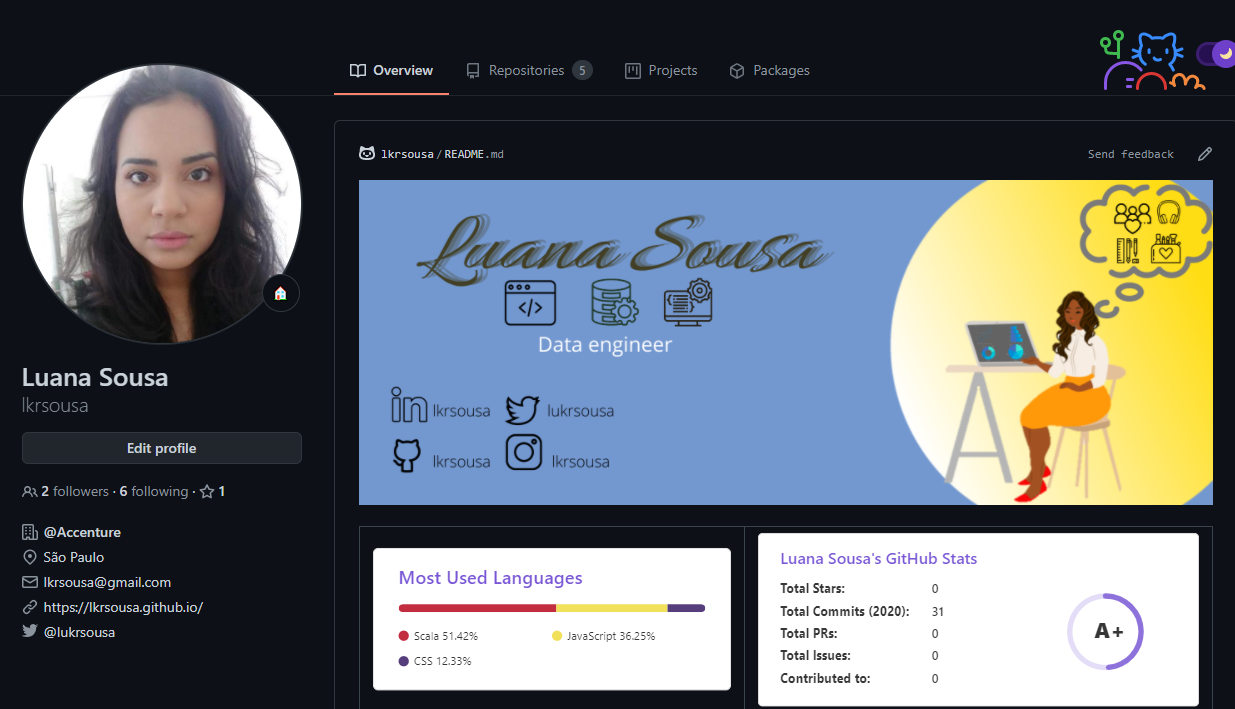 Overview
Repositories 5
Projects
Packages
lkrsousa/README.md
Send feedback
Luana Sousa
</>
Data engineer
in lkrsousa
lukrsousa
lkrsousa
lkrsousa
Luana Sousa
lkrsousa
Edit profile
2 followers · 6 following · 1
@Accenture
São Paulo
lkrsousa@gmail.com
https://lkrsousa.github.io/
@lukrsousa
Most Used Languages
Scala 51.42%
JavaScript 36.25%
CSS 12.33%
Luana Sousa's GitHub Stats
Total Stars: 0
Total Commits (2020): 31
Total PRs: 0
Total Issues: 0
Contributed to: 0
A+